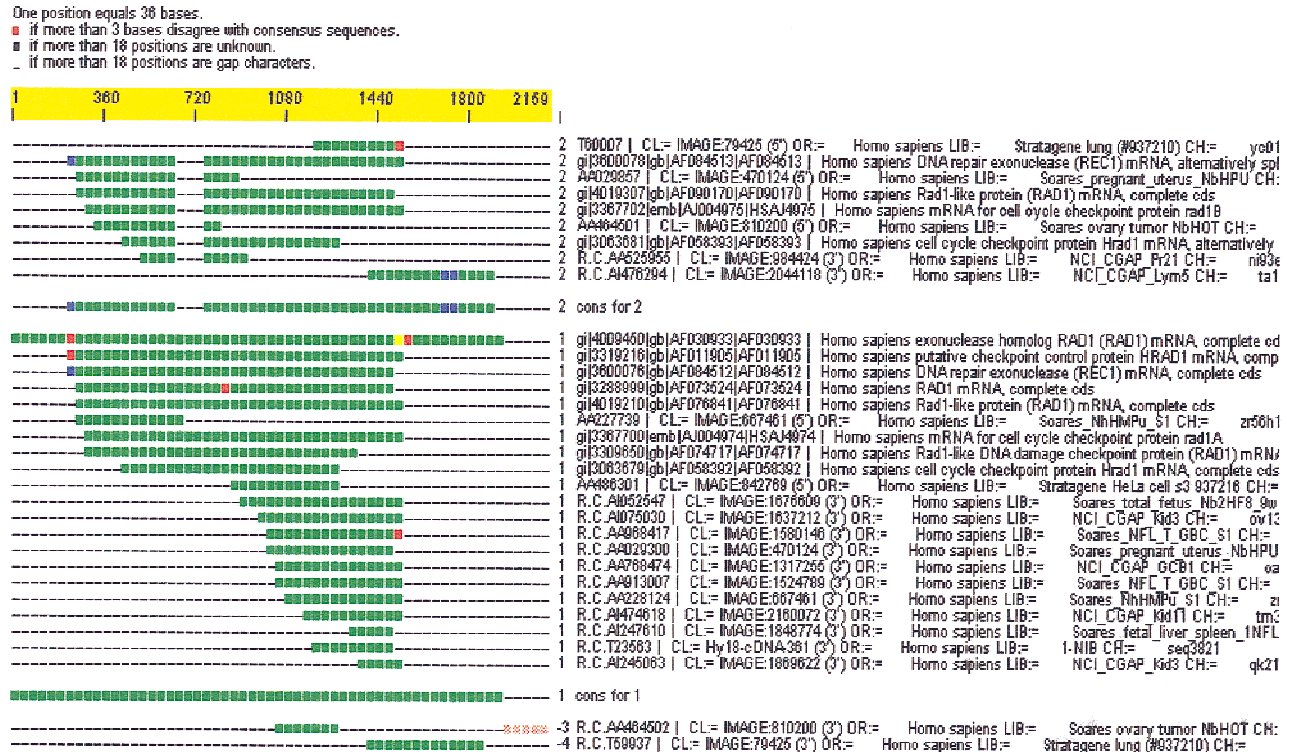 One position equals 36 bases.
if more than 3 bases disagree with consensus sequences.
if more than 18 positions are unknown.
_ if more than 18 positions are gap characters.
1 360 720 1080 1440 1800 2159
2 T60007 | CL:= IMAGE:79425 (5') OR:= Homo sapiens LIB:= Stratagene lung (#937210) CH:= yc01
2 gi|3600078|gb|AF084513|AF084513 | Homo sapiens DNA repair exonuclease (REC1) mRNA, alternatively spl
2 AA029857 | CL:= IMAGE:470124 (5') OR:= Homo sapiens LIB:= Soares_pregnant_uterus_NbHPU CH:
2 gi|4019307|gb|AF090170|AF090170 | Homo sapiens Rad1-like protein (RAD1) mRNA, complete cds
2 gi|3367702|emb|AJ004975|HSAJ4975 | Homo sapiens mRNA for cell cycle checkpoint protein rad1B
2 AA464501 | CL:= IMAGE:810200 (5') OR:= Homo sapiens LIB:= Soares ovary tumor NbHOT CH:=
2 gi|3063681|gb|AF058393|AF058393 | Homo sapiens cell cycle checkpoint protein Hrad1 mRNA, alternatively
2 R.C.AA525955 | CL:= IMAGE:984424 (3') OR:= Homo sapiens LIB:= NCI_CGAP_Pr21 CH:= ni93e
2 R.C.AI476294 | CL:= IMAGE:2044118 (3') OR:= Homo sapiens LIB:= NCI_CGAP_Lym5 CH:= ta1
2 cons for 2
1 gi|4009450|gb|AF030933|AF030933 | Homo sapiens exonuclease homolog RAD1 (RAD1) mRNA, complete cd
1 gi|3319216|gb|AF011905|AF011905 | Homo sapiens putative checkpoint control protein HRAD1 mRNA, comp
1 gi|3600076|gb|AF084512|AF084512 | Homo sapiens DNA repair exonuclease (REC1) mRNA, complete cds
1 gi|3288999|gb|AF073524|AF073524 | Homo sapiens RAD1 mRNA, complete cds
1 gi|4019210|gb|AF076841|AF076841 | Homo sapiens Rad1-like protein (RAD1) mRNA, complete cds
1 AA227739 | CL:= IMAGE:667461 (5') OR:= Homo sapiens LIB:= Soares_NhHMPu_S1 CH:= zr56h1
1 gi|3367700|emb|AJ004974|HSAJ4974 | Homo sapiens mRNA for cell cycle checkpoint protein rad1A
1 gi|3309650|gb|AF074717|AF074717 | Homo sapiens Rad1-like DNA damage checkpoint protein (RAD1) mRNA
1 gi|3063679|gb|AF058392|AF058392 | Homo sapiens cell cycle checkpoint protein Hrad1 mRNA, complete cds
1 AA486301 | CL:= IMAGE:842769 (5') OR:= Homo sapiens LIB:= Stratagene HeLa cell s3 937216 CH:=
1 R.C.AI052547 | CL:= IMAGE:1676609 (3') OR:= Homo sapiens LIB:= Soares_total_fetus_Nb2HF8_9w
1 R.C.AI075030 | CL:= IMAGE:1637212 (3') OR:= Homo sapiens LIB:= NCI_CGAP_Kid3 CH:= ov13
1 R.C.AA968417 | CL:= IMAGE:1580146 (3') OR:= Homo sapiens LIB:= Soares_NFL_T_GBC_S1 CH:=
1 R.C.AA029300 | CL:= IMAGE:470124 (3') OR:= Homo sapiens LIB:= Soares_pregnant_uterus_NbHPU
1 R.C.AA768474 | CL:= IMAGE:1317255 (3') OR:= Homo sapiens LIB:= NCI_CGAP_GCB1 CH:= oa
1 R.C.AA913007 | CL:= IMAGE:1524789 (3') OR:= Homo sapiens LIB:= Soares_NFL_T_GBC_S1 CH:=
1 R.C.AA228124 | CL:= IMAGE:667461 (3') OR:= Homo sapiens LIB:= Soares_NhHMPu_S1 CH:= zr
1 R.C.AI474618 | CL:= IMAGE:2160072 (3') OR:= Homo sapiens LIB:= NCI_CGAP_Kid11 CH:= tm3
1 R.C.AI247610 | CL:= IMAGE:1848774 (3') OR:= Homo sapiens LIB:= Soares_fetal_liver_spleen_1NFL
1 R.C.T23563 | CL:= Hy18-cDNA-361 (3') OR:= Homo sapiens LIB:= 1-NIB CH:= seq3821
1 R.C.AI245063 | CL:= IMAGE:1869622 (3') OR:= Homo sapiens LIB:= NCI_CGAP_Kid3 CH:= qk21
1 cons for 1
-3 R.C.AA464502 | CL:= IMAGE:810200 (3') OR:= Homo sapiens LIB:= Soares ovary tumor NbHOT CH:
-4 R.C.T59937 | CL:= IMAGE:79425 (3') OR:= Homo sapiens LIB:= Stratagene lung (#937210) CH:=